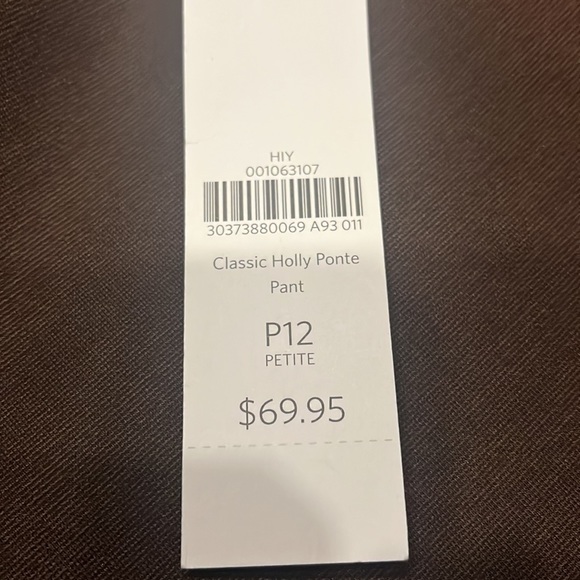 HIY
001063107
30373880069 A93 011
Classic Holly Ponte
Pant
P12
PETITE
$69.95